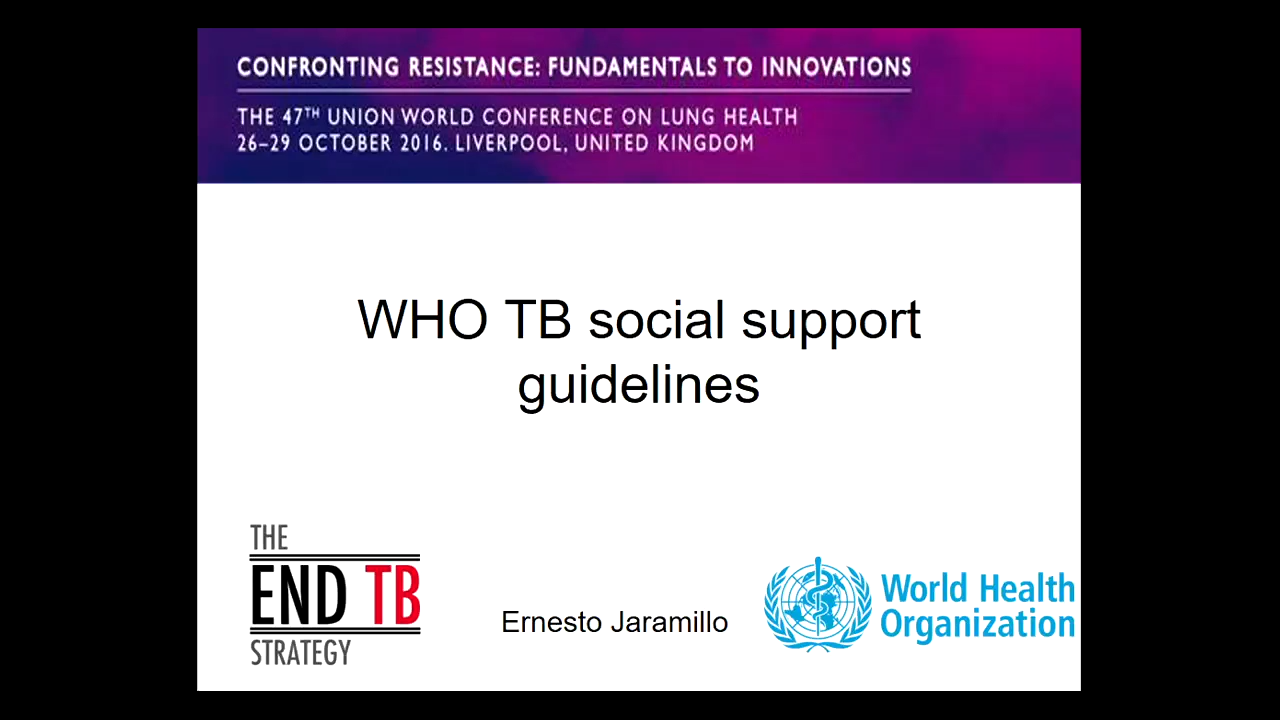 CONFRONTING RESISTANCE: FUNDAMENTALS TO INNOVATIONS
THE 47TH UNION WORLD CONFERENCE ON LUNG HEALTH
26–29 OCTOBER 2016. LIVERPOOL, UNITED KINGDOM
WHO TB social support
guidelines
THE
END TB
STRATEGY
Ernesto Jaramillo
World Health
Organization